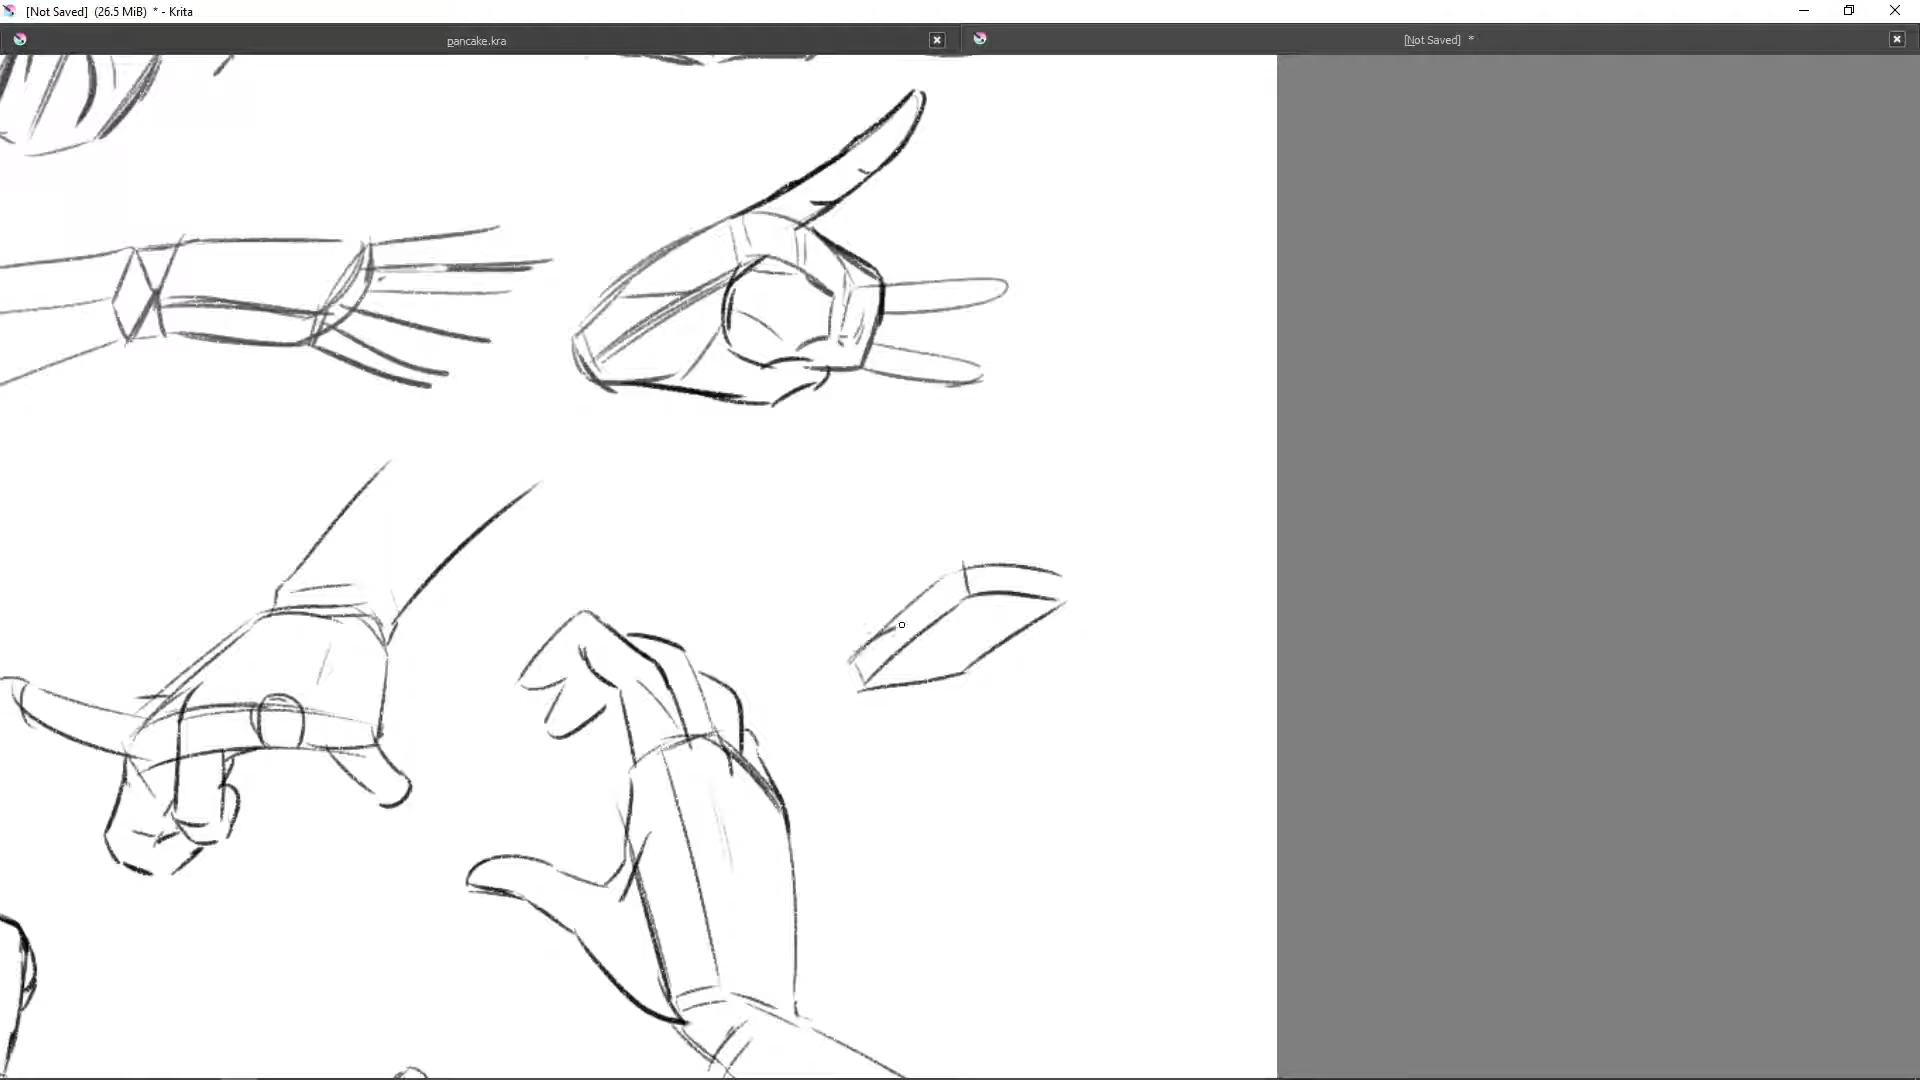 [Not Saved]  (26.5 MiB)  * - Krita
pancake.kra
[Not Saved]  *